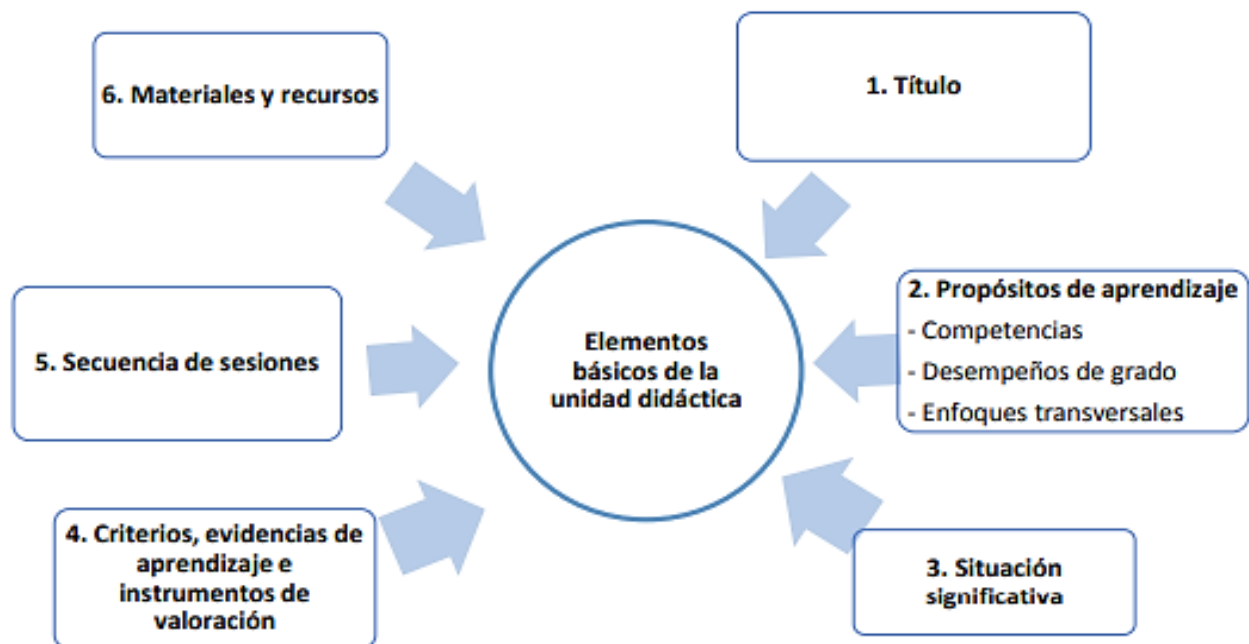 1. Título
2. Propósitos de aprendizaje
- Competencias
- Desempeños de grado
- Enfoques transversales
3. Situación
significativa
4. Criterios, evidencias de
aprendizaje e
instrumentos de
valoración
5. Secuencia de sesiones
6. Materiales y recursos
Elementos
básicos de la
unidad didáctica